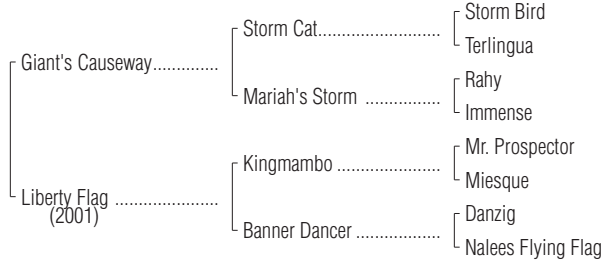 Storm Bird
Storm Cat..........................
Terlingua
Giant's Causeway..............
Rahy
Mariah's Storm ................
Immense
Mr. Prospector
Kingmambo ......................
Miesque
Liberty Flag ......................
(2001)
Danzig
Banner Dancer ..................
Nalees Flying Flag